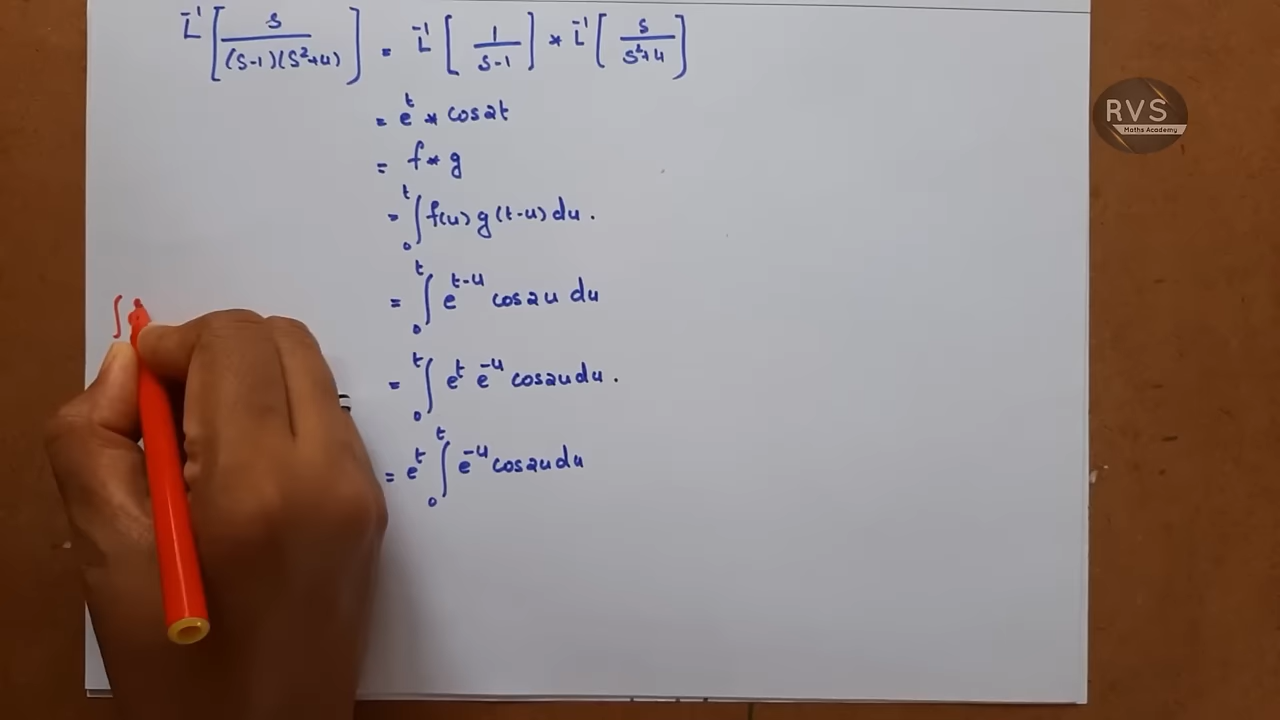 L⁻¹[s/((s-1)(s²+4))] = L⁻¹[1/(s-1)] * L⁻¹[s/(s²+4)]
= eᵗ * cos2t
= f * g
= ∫₀ᵗ f(u) g(t-u) du.
= ∫₀ᵗ e^(t-u) cos2u du
= ∫₀ᵗ eᵗ e^(-u) cos2u du.
= eᵗ ∫₀ᵗ e^(-u) cos2u du
∫
RVS
Maths Academy